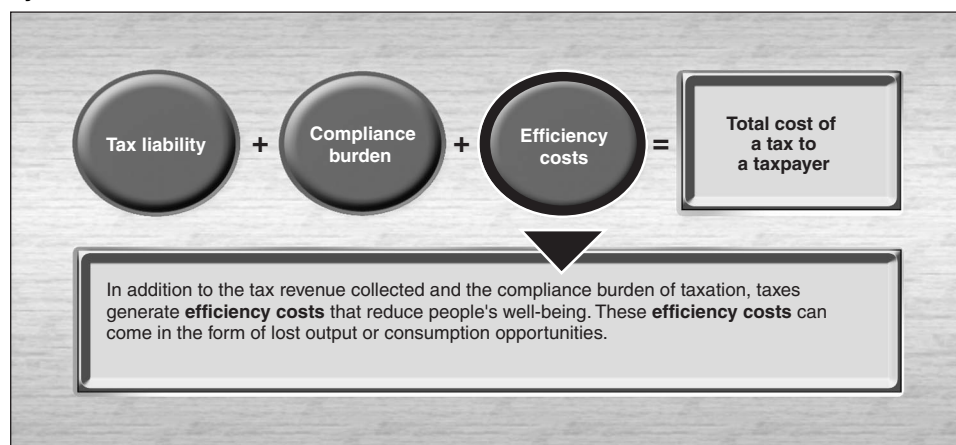 Tax liability
+
Compliance
burden
+
Efficiency
costs
=
Total cost of
a tax to
a taxpayer
In addition to the tax revenue collected and the compliance burden of taxation, taxes
generate efficiency costs that reduce people's well-being. These efficiency costs can
come in the form of lost output or consumption opportunities.